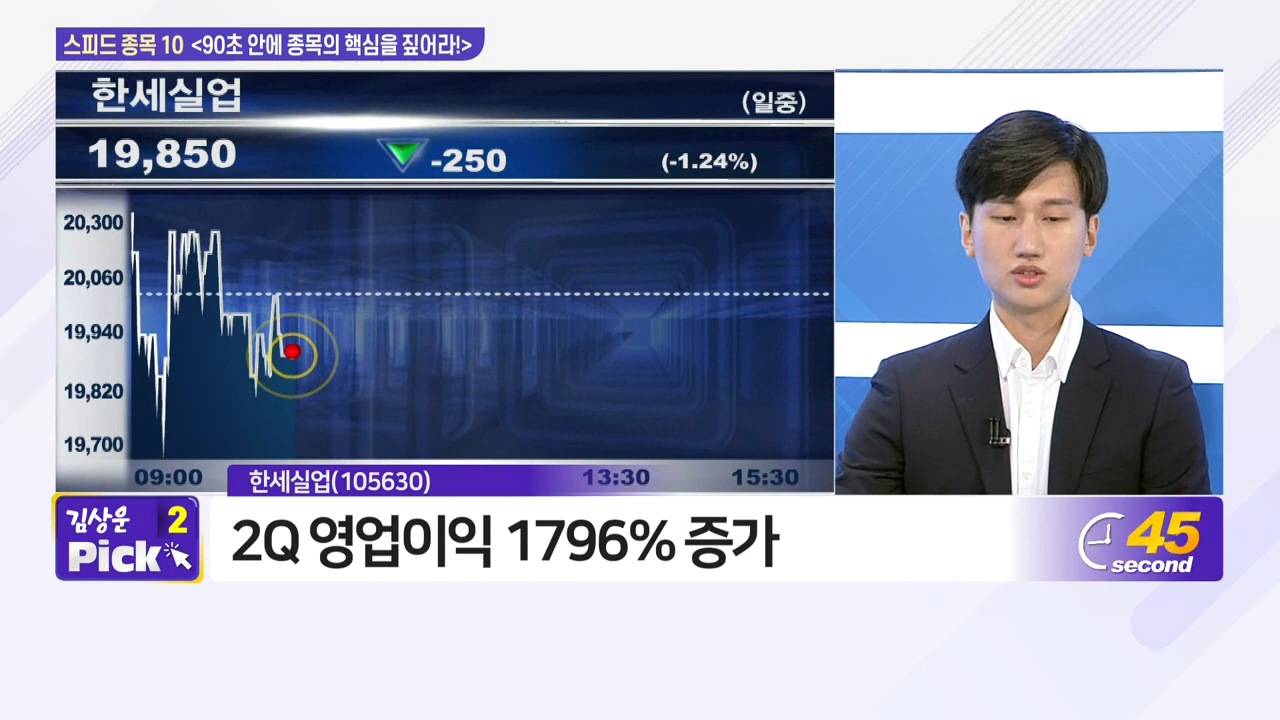 스피드 종목 10 <90초 안에 종목의 핵심을 짚어라!>
한세실업
(일중)
19,850
-250
(-1.24%)
20,300
20,060
19,940
19,820
19,700
09:00
13:30
15:30
한세실업(105630)
김상운 2
Pick
2Q 영업이익 1796% 증가
45
second